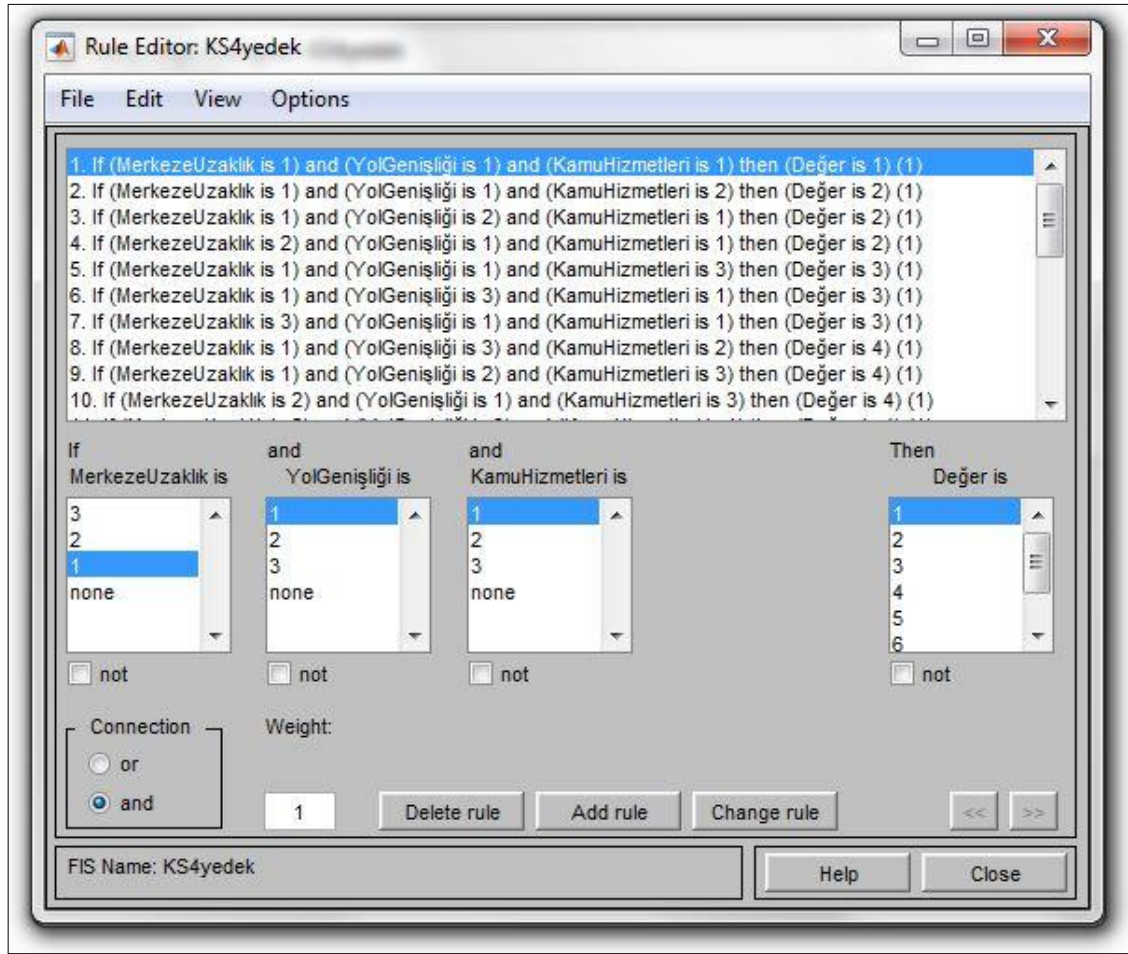 Rule Editor: KS4yedek
File Edit View Options
1. If (MerkezeUzaklık is 1) and (YolGenişliği is 1) and (KamuHizmetleri is 1) then (Değer is 1) (1)
2. If (MerkezeUzaklık is 1) and (YolGenişliği is 1) and (KamuHizmetleri is 2) then (Değer is 2) (1)
3. If (MerkezeUzaklık is 1) and (YolGenişliği is 2) and (KamuHizmetleri is 1) then (Değer is 2) (1)
4. If (MerkezeUzaklık is 2) and (YolGenişliği is 1) and (KamuHizmetleri is 1) then (Değer is 2) (1)
5. If (MerkezeUzaklık is 1) and (YolGenişliği is 1) and (KamuHizmetleri is 3) then (Değer is 3) (1)
6. If (MerkezeUzaklık is 1) and (YolGenişliği is 3) and (KamuHizmetleri is 1) then (Değer is 3) (1)
7. If (MerkezeUzaklık is 3) and (YolGenişliği is 1) and (KamuHizmetleri is 1) then (Değer is 3) (1)
8. If (MerkezeUzaklık is 1) and (YolGenişliği is 3) and (KamuHizmetleri is 2) then (Değer is 4) (1)
9. If (MerkezeUzaklık is 1) and (YolGenişliği is 2) and (KamuHizmetleri is 3) then (Değer is 4) (1)
10. If (MerkezeUzaklık is 2) and (YolGenişliği is 1) and (KamuHizmetleri is 3) then (Değer is 4) (1)
If and and Then
MerkezeUzaklık is YolGenişliği is KamuHizmetleri is Değer is
3 1 1 1
2 2 2 2
1 3 3 3
none none none 4
5
6
not not not not
Connection Weight:
or
and 1 Delete rule Add rule Change rule << >>
FIS Name: KS4yedek Help Close